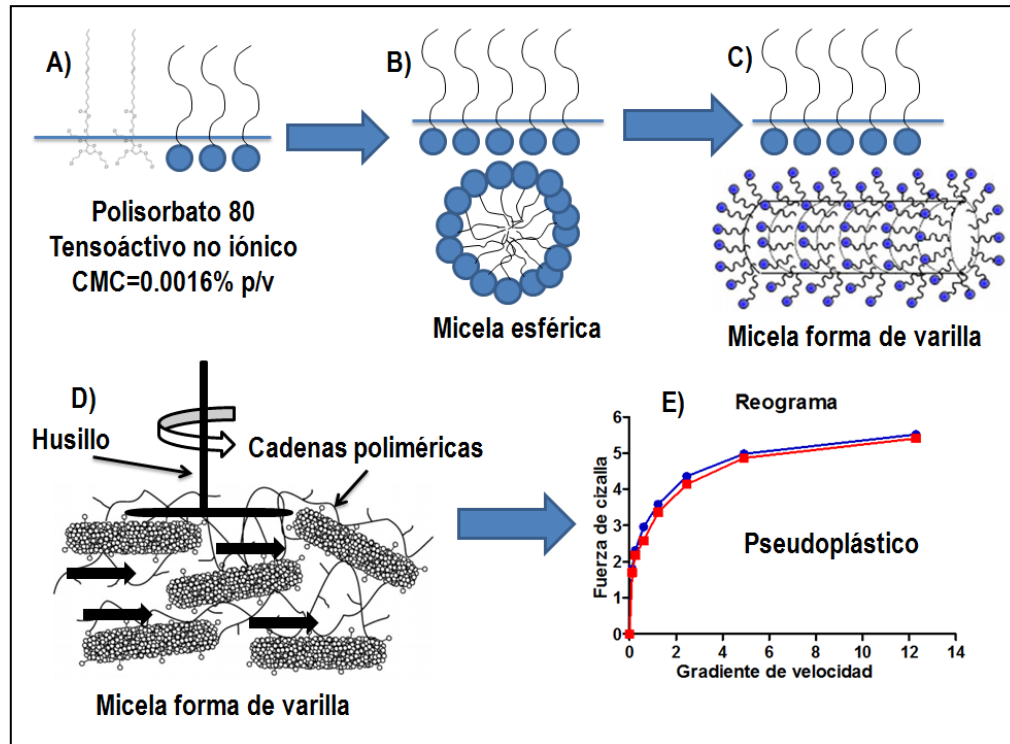 A)
Polisorbato 80
Tensoáctivo no iónico
CMC=0.0016% p/v
B)
Micela esférica
C)
Micela forma de varilla
D)
Husillo
Cadenas poliméricas
Micela forma de varilla
E)
Reograma
Fuerza de cizalla
6
5
4
3
2
1
0
Pseudoplástico
0 2 4 6 8 10 12 14
Gradiente de velocidad